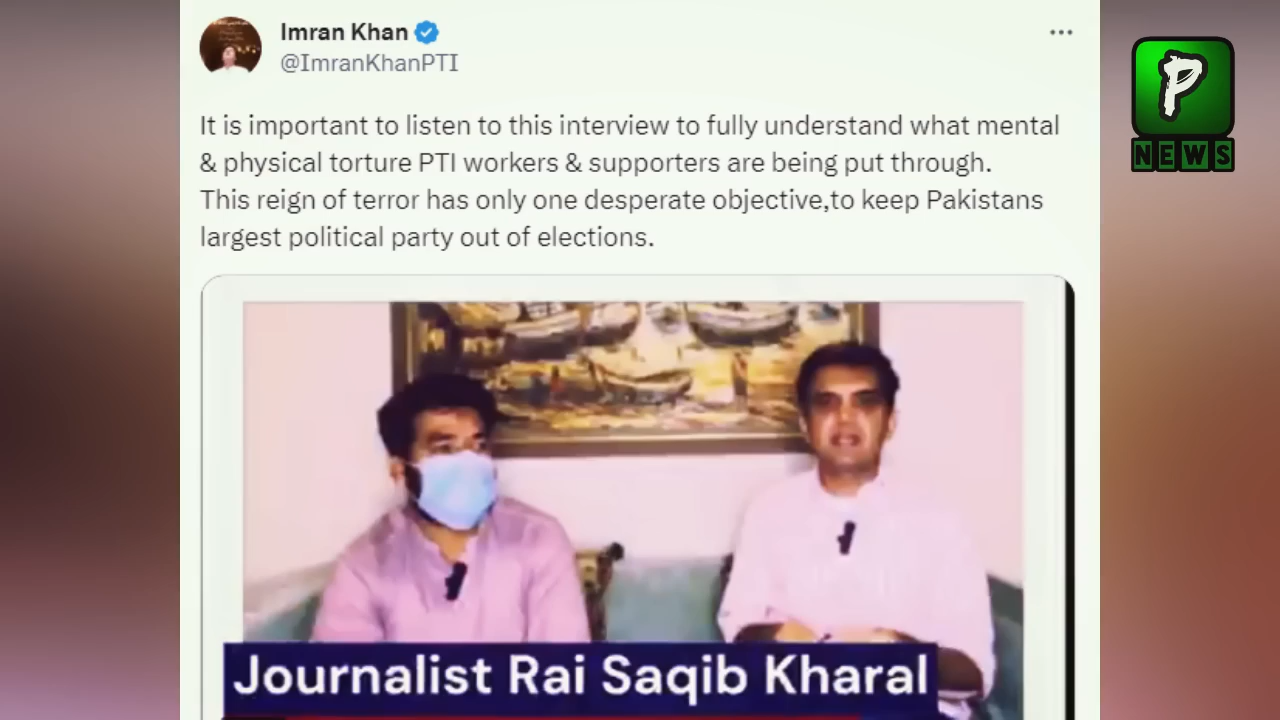 Imran Khan
@ImranKhanPTI
It is important to listen to this interview to fully understand what mental
& physical torture PTI workers & supporters are being put through.
This reign of terror has only one desperate objective,to keep Pakistans
largest political party out of elections.
Journalist Rai Saqib Kharal
P
NEWS